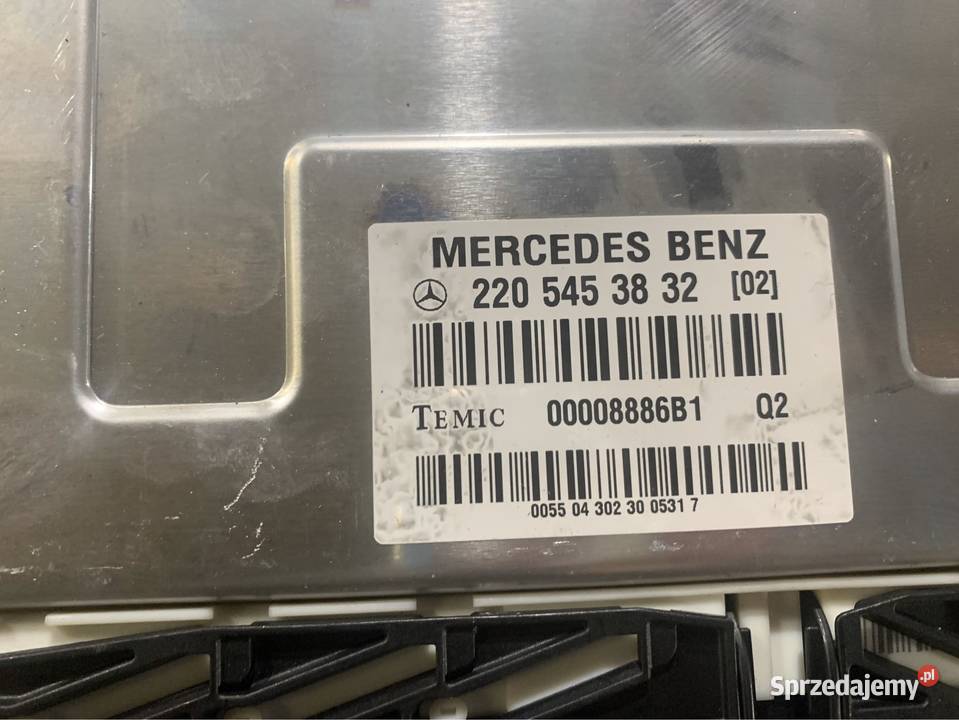 MERCEDES BENZ
220 545 38 32 [02]
TEMIC 00008886B1 Q2
0055 04 302 30 0531 7
Sprzedajemy.pl